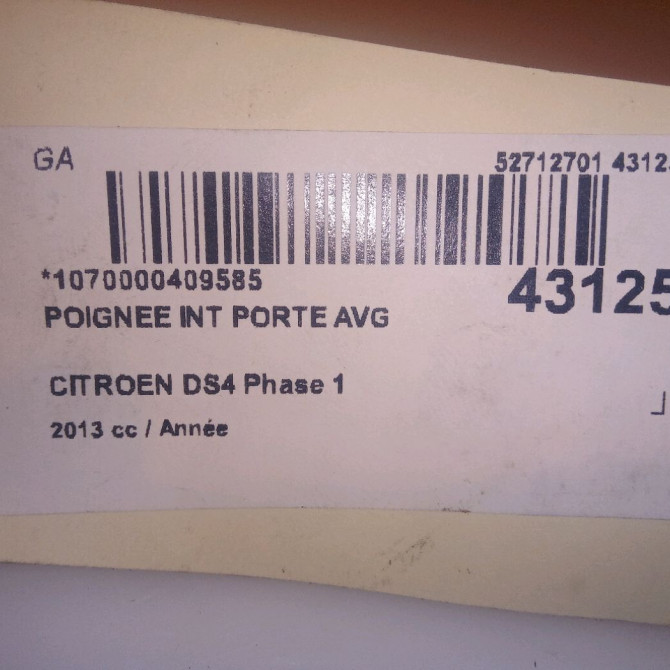 GA
52712701 4312
*1070000409585
43125
POIGNEE INT PORTE AVG
CITROEN DS4 Phase 1
2013 cc / Année